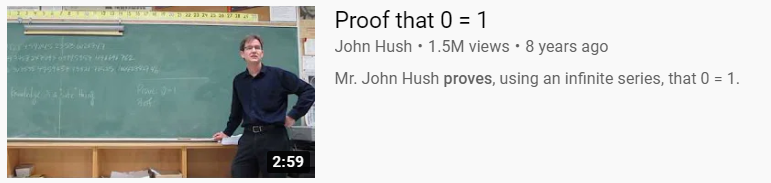 Proof that 0 = 1
John Hush • 1.5M views • 8 years ago
Mr. John Hush proves, using an infinite series, that 0 = 1.
2:59